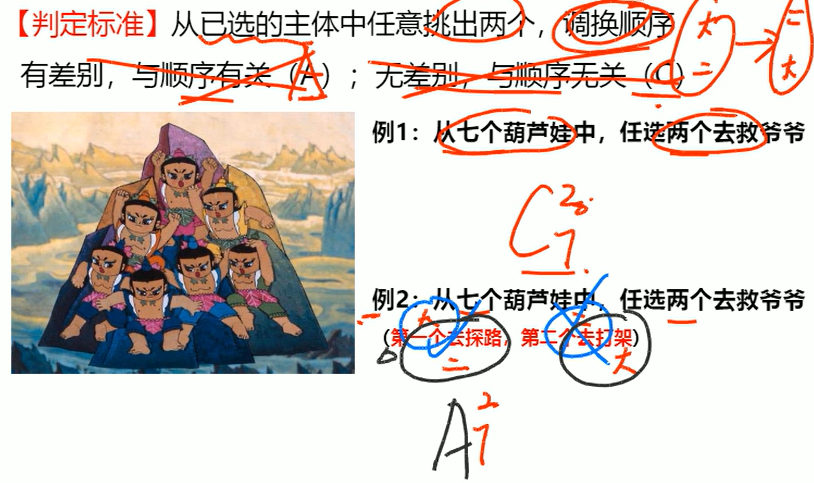 【判定标准】从已选的主体中任意挑出两个，调换顺序 大 → 二
有差别，与顺序有关（A）；无差别，与顺序无关（C） 二 大
例1：从七个葫芦娃中，任选两个去救爷爷
C₇²
例2：从七个葫芦娃中，任选两个去救爷爷
（第一个去探路，第二个去打架）
二 大
A₇²